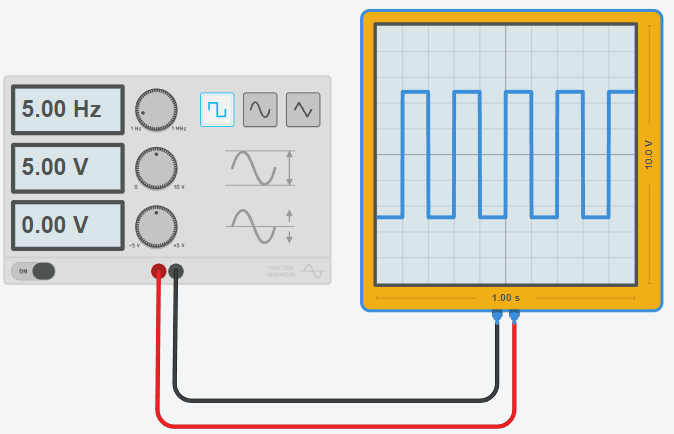 5.00 Hz
1 Hz
1 MHz
5.00 V
0
10 V
0.00 V
-5 V
+5 V
ON
FUNCTION
GENERATOR
10.0 V
1.00 s